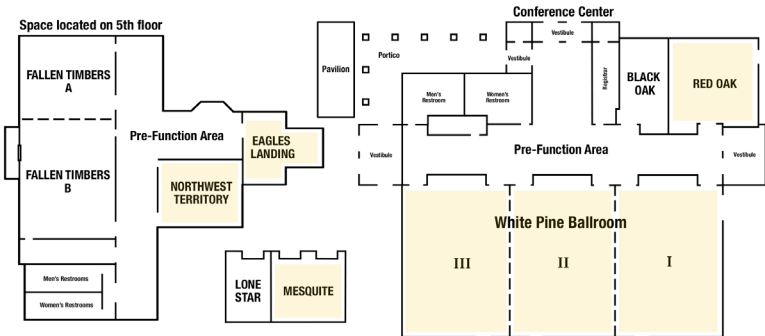 Space located on 5th floor
FALLEN TIMBERS
A
Pre-Function Area
EAGLES
LANDING
FALLEN TIMBERS
B
NORTHWEST
TERRITORY
Men's Restrooms
Women's Restrooms
LONE
STAR
MESQUITE
Conference Center
Pavilion
Portico
Vestibule
Vestibule
Men's
Restroom
Women's
Restroom
Registrar
BLACK
OAK
RED OAK
Vestibule
Pre-Function Area
Vestibule
White Pine Ballroom
III
II
I